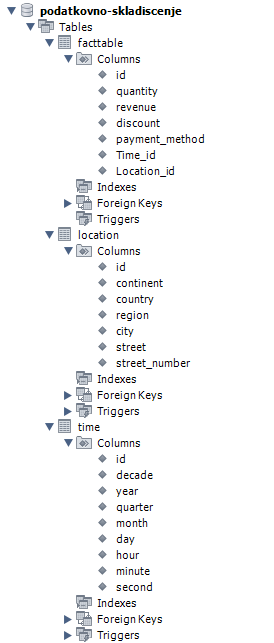 podatkovno-skladiscenje
Tables
facttable
Columns
id
quantity
revenue
discount
payment_method
Time_id
Location_id
Indexes
Foreign Keys
Triggers
location
Columns
id
continent
country
region
city
street
street_number
Indexes
Foreign Keys
Triggers
time
Columns
id
decade
year
quarter
month
day
hour
minute
second
Indexes
Foreign Keys
Triggers